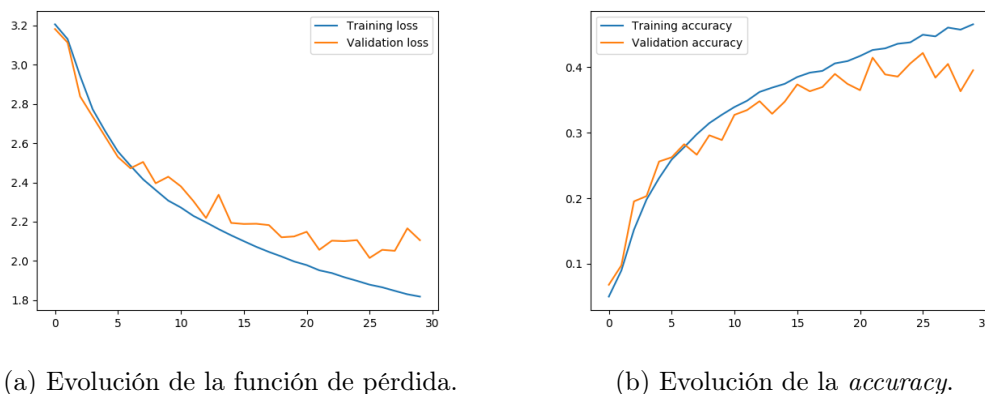 Training loss
Validation loss
3.2
3.0
2.8
2.6
2.4
2.2
2.0
1.8
0 5 10 15 20 25 30
(a) Evolución de la función de pérdida.
Training accuracy
Validation accuracy
0.4
0.3
0.2
0.1
0 5 10 15 20 25
(b) Evolución de la accuracy.